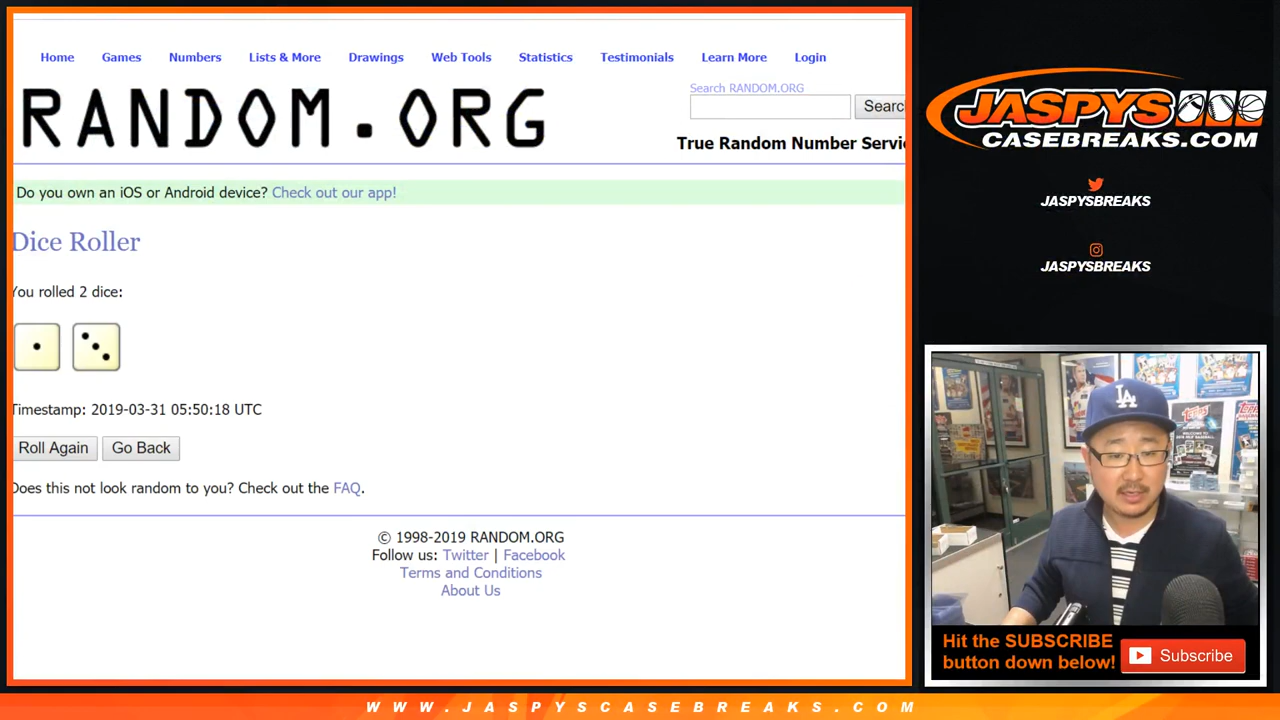 Home Games Numbers Lists & More Drawings Web Tools Statistics Testimonials Learn More Login
RANDOM.ORG
Search RANDOM.ORG
Searc
True Random Number Servi
Do you own an iOS or Android device? Check out our app!
Dice Roller
You rolled 2 dice:
Timestamp: 2019-03-31 05:50:18 UTC
Roll Again Go Back
Does this not look random to you? Check out the FAQ.
© 1998-2019 RANDOM.ORG
Follow us: Twitter | Facebook
Terms and Conditions
About Us
JASPYS
CASEBREAKS.COM
JASPYSBREAKS
JASPYSBREAKS
LA
Topps
Hit the SUBSCRIBE
button down below!
Subscribe
WWW.JASPYSCASEBREAKS.COM